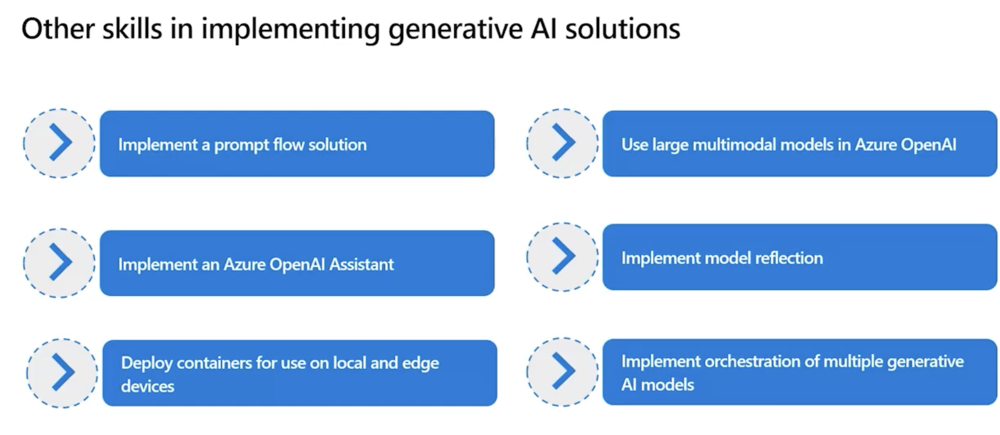 Other skills in implementing generative AI solutions
Implement a prompt flow solution
Use large multimodal models in Azure OpenAI
Implement an Azure OpenAI Assistant
Implement model reflection
Deploy containers for use on local and edge
devices
Implement orchestration of multiple generative
AI models